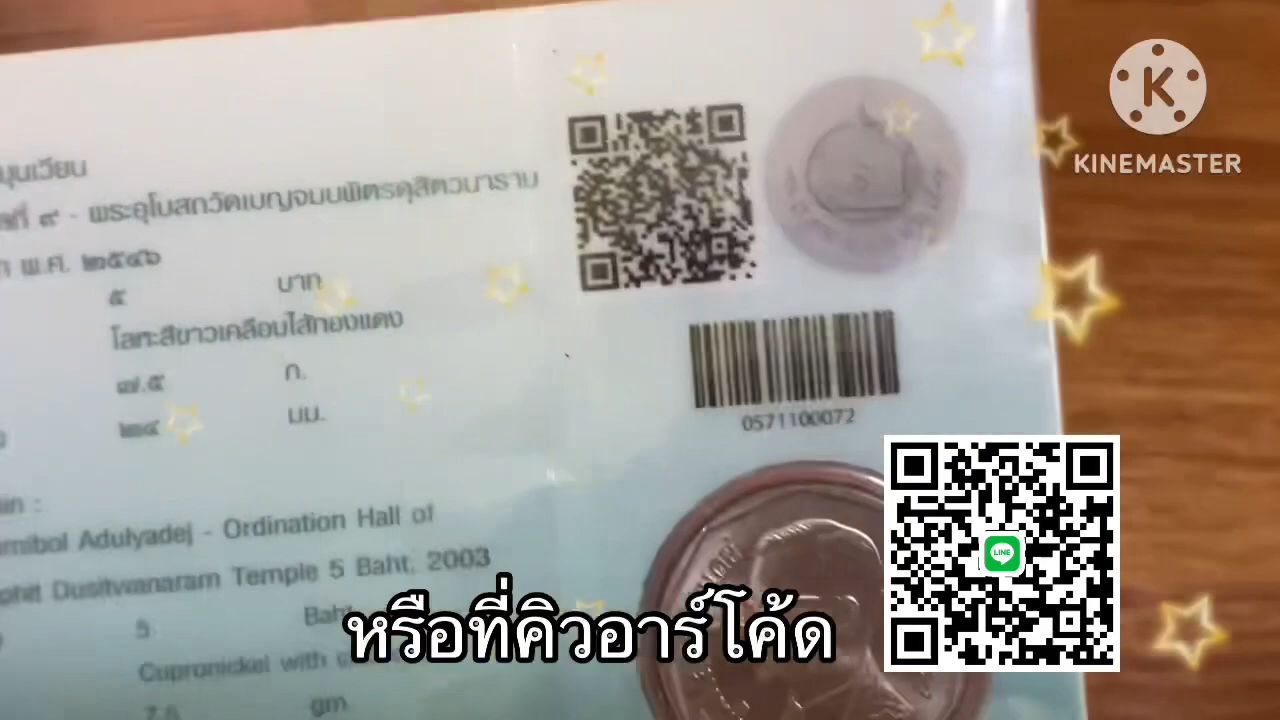 KINEMASTER
หมุนเวียน
ลที่ ๙ - พระอุโบสถวัดเบญจมบพิตรดุสิตวนาราม
พ.ศ. ๒๕๔๖
๕ บาท
โลหะสีขาวเคลือบไส้ทองแดง
๗.๕ ก.
๒๔ มม.
0571100072
LINE
Adulyadej - Ordination Hall of
Dusitvanaram Temple 5 Baht, 2003
5 Baht
Cupronickel with
7.5 gm
หรือที่คิวอาร์โค้ด